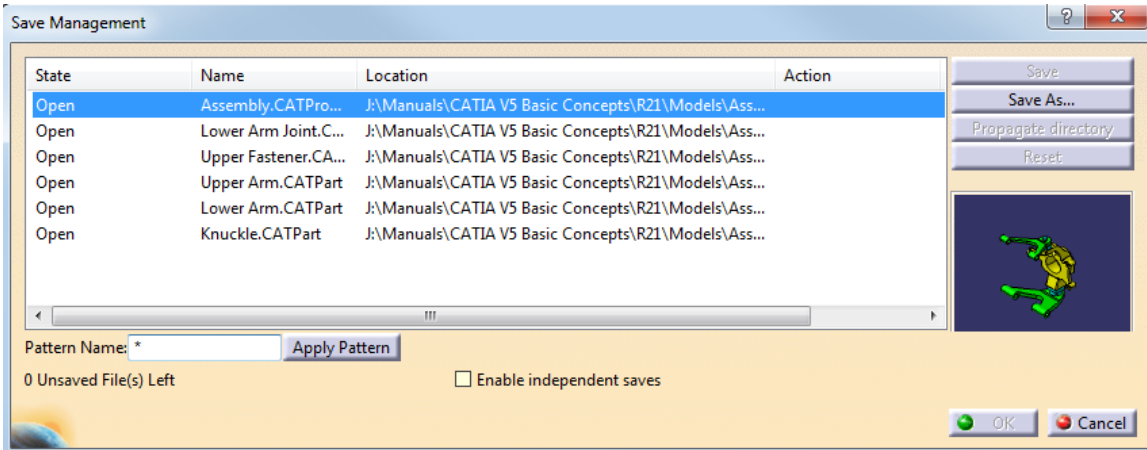 Save Management
State Name Location Action
Open Assembly.CATPro... J:\Manuals\CATIA V5 Basic Concepts\R21\Models\Ass...
Open Lower Arm Joint.C... J:\Manuals\CATIA V5 Basic Concepts\R21\Models\Ass...
Open Upper Fastener.CA... J:\Manuals\CATIA V5 Basic Concepts\R21\Models\Ass...
Open Upper Arm.CATPart J:\Manuals\CATIA V5 Basic Concepts\R21\Models\Ass...
Open Lower Arm.CATPart J:\Manuals\CATIA V5 Basic Concepts\R21\Models\Ass...
Open Knuckle.CATPart J:\Manuals\CATIA V5 Basic Concepts\R21\Models\Ass...
Save
Save As...
Propagate directory
Reset
Pattern Name: * Apply Pattern
0 Unsaved File(s) Left Enable independent saves
OK Cancel